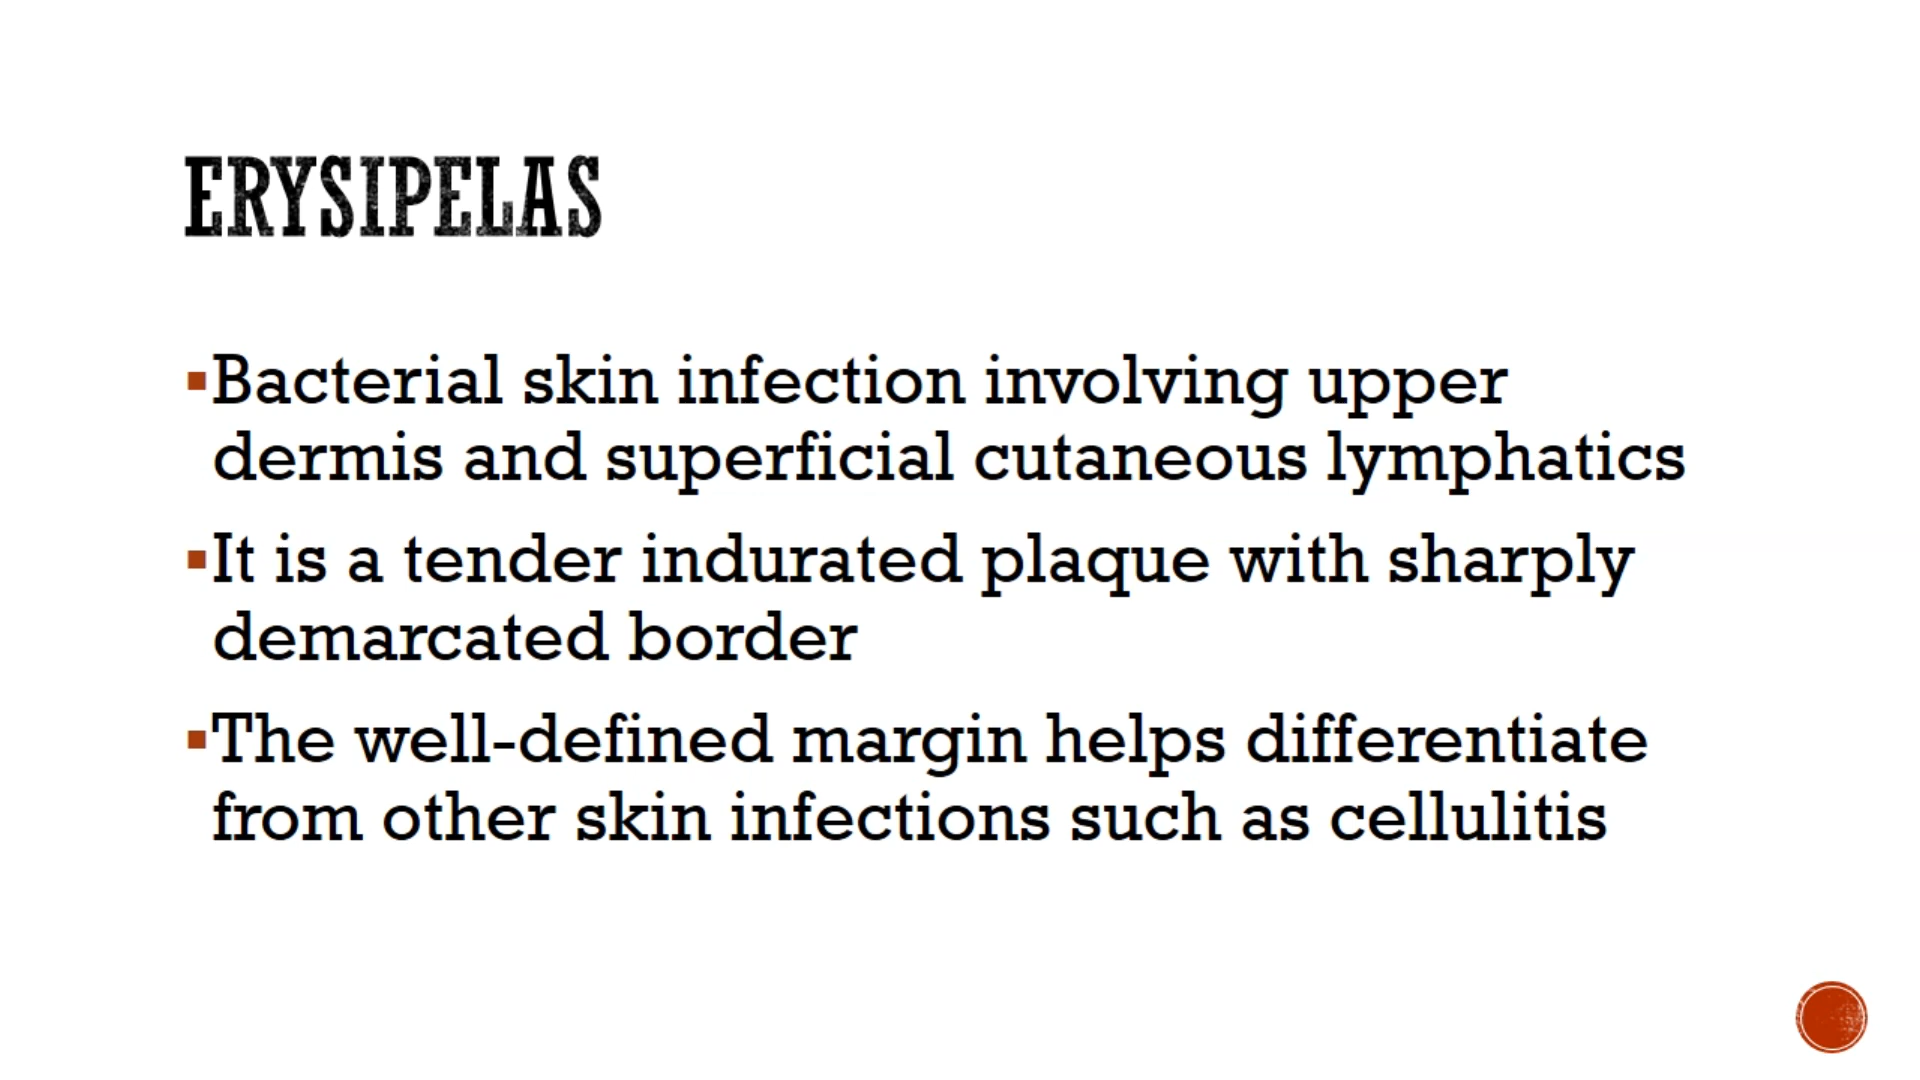 ERYSIPELAS
▪Bacterial skin infection involving upper
dermis and superficial cutaneous lymphatics
▪It is a tender indurated plaque with sharply
demarcated border
▪The well-defined margin helps differentiate
from other skin infections such as cellulitis